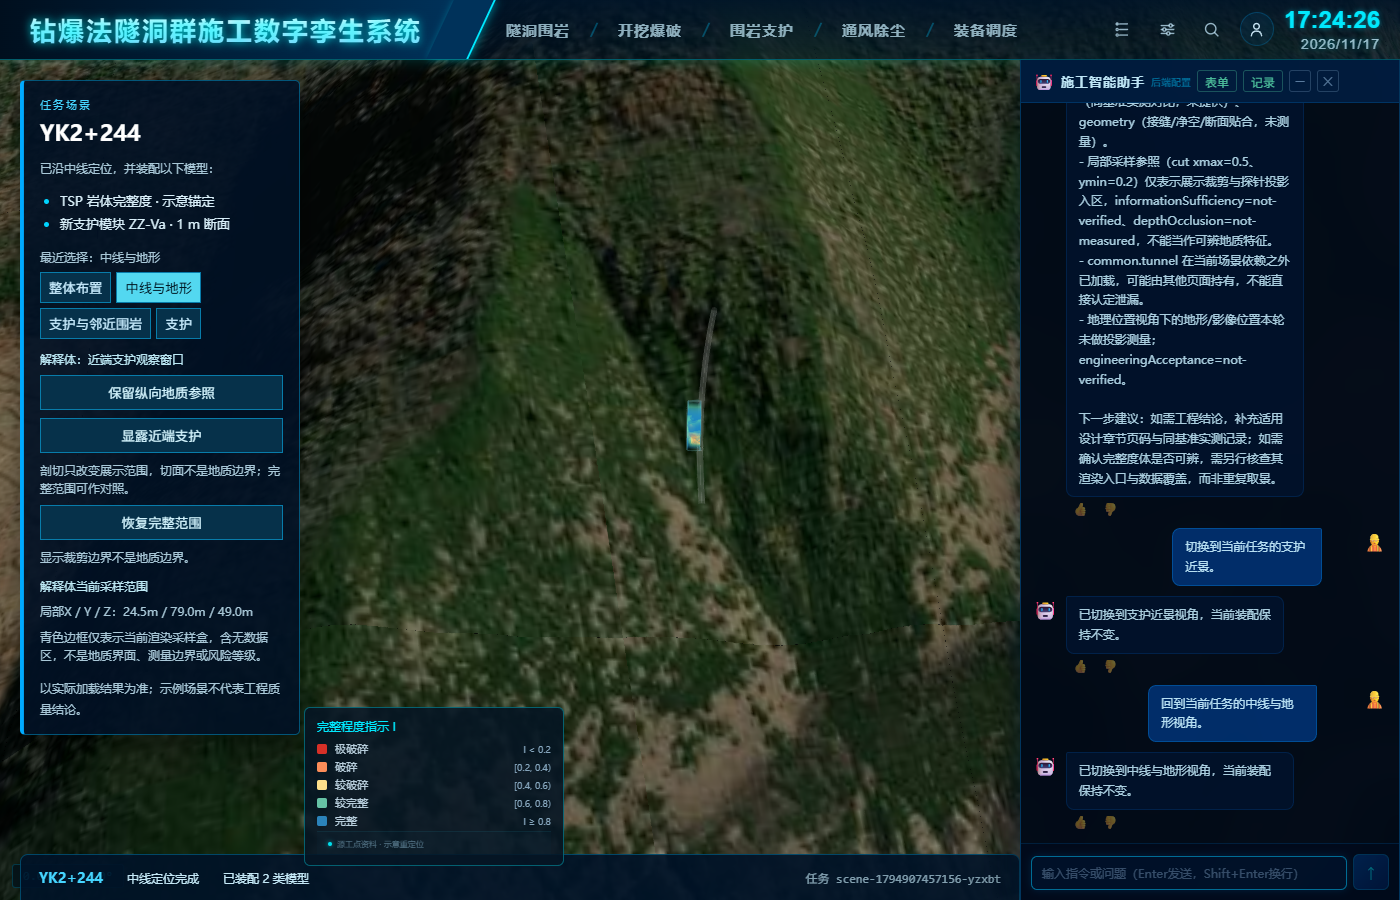 钻爆法隧洞群施工数字孪生系统
隧洞围岩 / 开挖爆破 / 围岩支护 / 通风除尘 / 装备调度
17:24:26
2026/11/17
任务场景
YK2+244
已沿中线定位，并装配以下模型：
TSP 岩体完整度 · 示意锚定
新支护模块 ZZ-Va · 1 m 断面
最近选择：中线与地形
整体布置 中线与地形
支护与邻近围岩 支护
解释体：近端支护观察窗口
保留纵向地质参照
显露近端支护
剖切只改变展示范围，切面不是地质边界；完
整范围可作对照。
恢复完整范围
显示裁剪边界不是地质边界。
解释体当前采样范围
局部X / Y / Z：24.5m / 79.0m / 49.0m
青色边框仅表示当前渲染采样盒，含无数据
区，不是地质界面、测量边界或风险等级。
以实际加载结果为准；示例场景不代表工程质
量结论。
完整程度指示 I
极破碎 I < 0.2
破碎 [0.2, 0.4)
较破碎 [0.4, 0.6)
较完整 [0.6, 0.8)
完整 I ≥ 0.8
源工点资料 · 示意重定位
YK2+244 中线定位完成 已装配 2 类模型
任务 scene-1794907457156-yzxbt
施工智能助手 后端配置 表单 记录
geometry（接缝/净空/断面贴合，未测
量）。
- 局部采样参照（cut xmax=0.5、
ymin=0.2）仅表示展示裁剪与探针投影
入区，informationSufficiency=not-
verified、depthOcclusion=not-
measured，不能当作可辨地质特征。
- common.tunnel 在当前场景依赖之外
已加载，可能由其他页面持有，不能直
接认定泄漏。
- 地理位置视角下的地形/影像位置本轮
未做投影测量；
engineeringAcceptance=not-
verified。
下一步建议：如需工程结论，补充适用
设计章节页码与同基准实测记录；如需
确认完整度体是否可辨，需另行核查其
渲染入口与数据覆盖，而非重复取景。
切换到当前任务的支护
近景。
已切换到支护近景视角，当前装配保
持不变。
回到当前任务的中线与地
形视角。
已切换到中线与地形视角，当前装配
保持不变。
输入指令或问题（Enter发送，Shift+Enter换行）